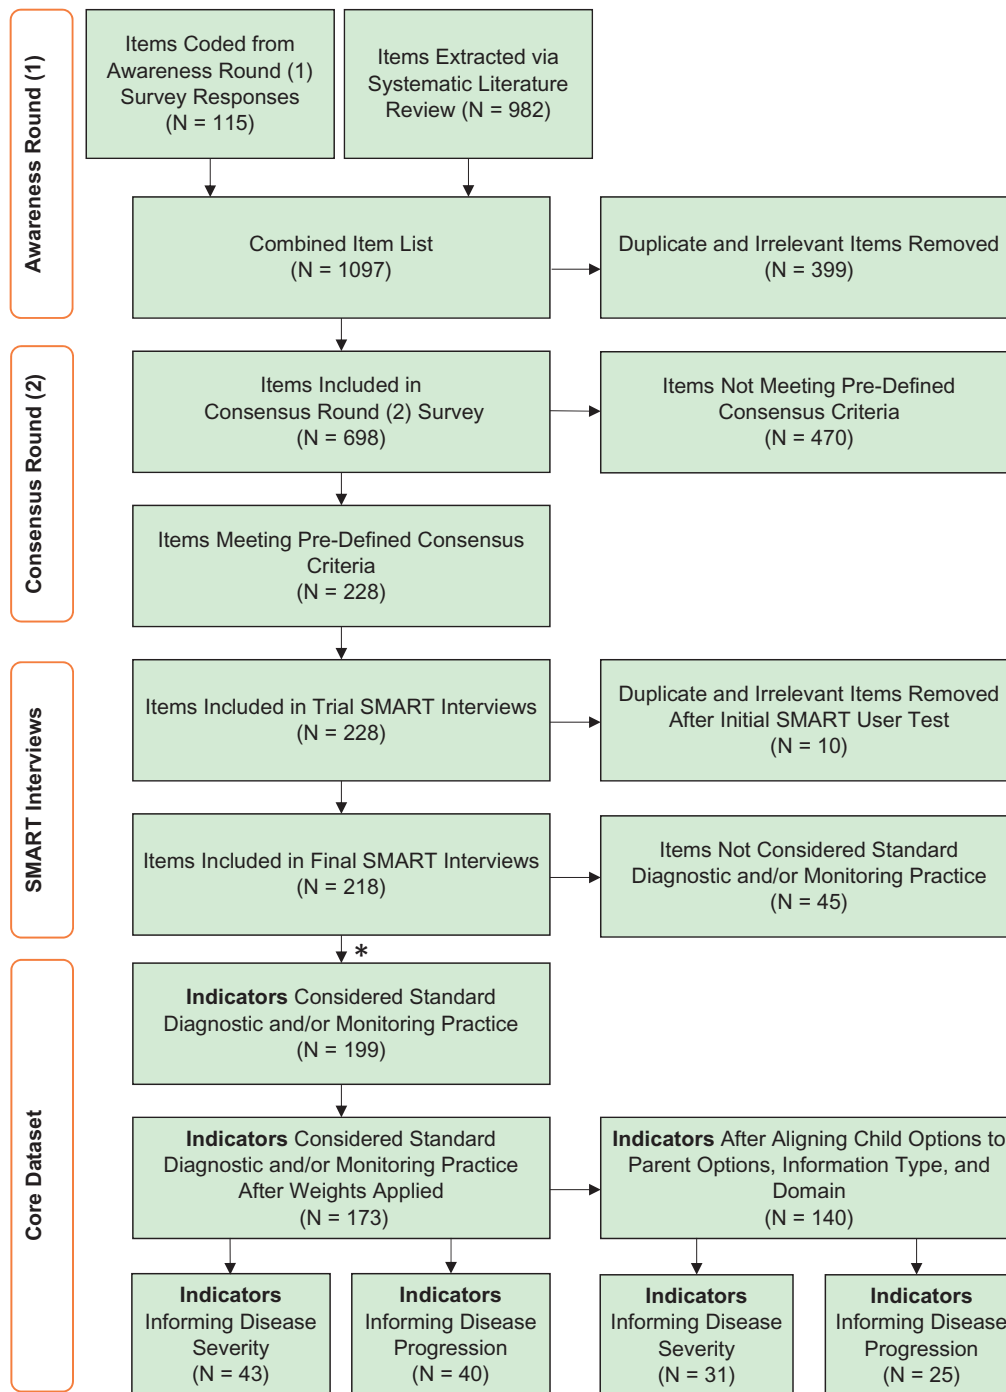 Awareness Round (1)
Items Coded from
Awareness Round (1)
Survey Responses
(N = 115)
Items Extracted via
Systematic Literature
Review (N = 982)
Combined Item List
(N = 1097)
Duplicate and Irrelevant Items Removed
(N = 399)
Consensus Round (2)
Items Included in
Consensus Round (2) Survey
(N = 698)
Items Not Meeting Pre-Defined
Consensus Criteria
(N = 470)
Items Meeting Pre-Defined Consensus
Criteria
(N = 228)
SMART Interviews
Items Included in Trial SMART Interviews
(N = 228)
Duplicate and Irrelevant Items Removed
After Initial SMART User Test
(N = 10)
Items Included in Final SMART Interviews
(N = 218)
Items Not Considered Standard
Diagnostic and/or Monitoring Practice
(N = 45)
*
Core Dataset
Indicators Considered Standard
Diagnostic and/or Monitoring Practice
(N = 199)
Indicators Considered Standard
Diagnostic and/or Monitoring Practice
After Weights Applied
(N = 173)
Indicators After Aligning Child Options to
Parent Options, Information Type, and
Domain
(N = 140)
Indicators
Informing Disease
Severity
(N = 43)
Indicators
Informing Disease
Progression
(N = 40)
Indicators
Informing Disease
Severity
(N = 31)
Indicators
Informing Disease
Progression
(N = 25)